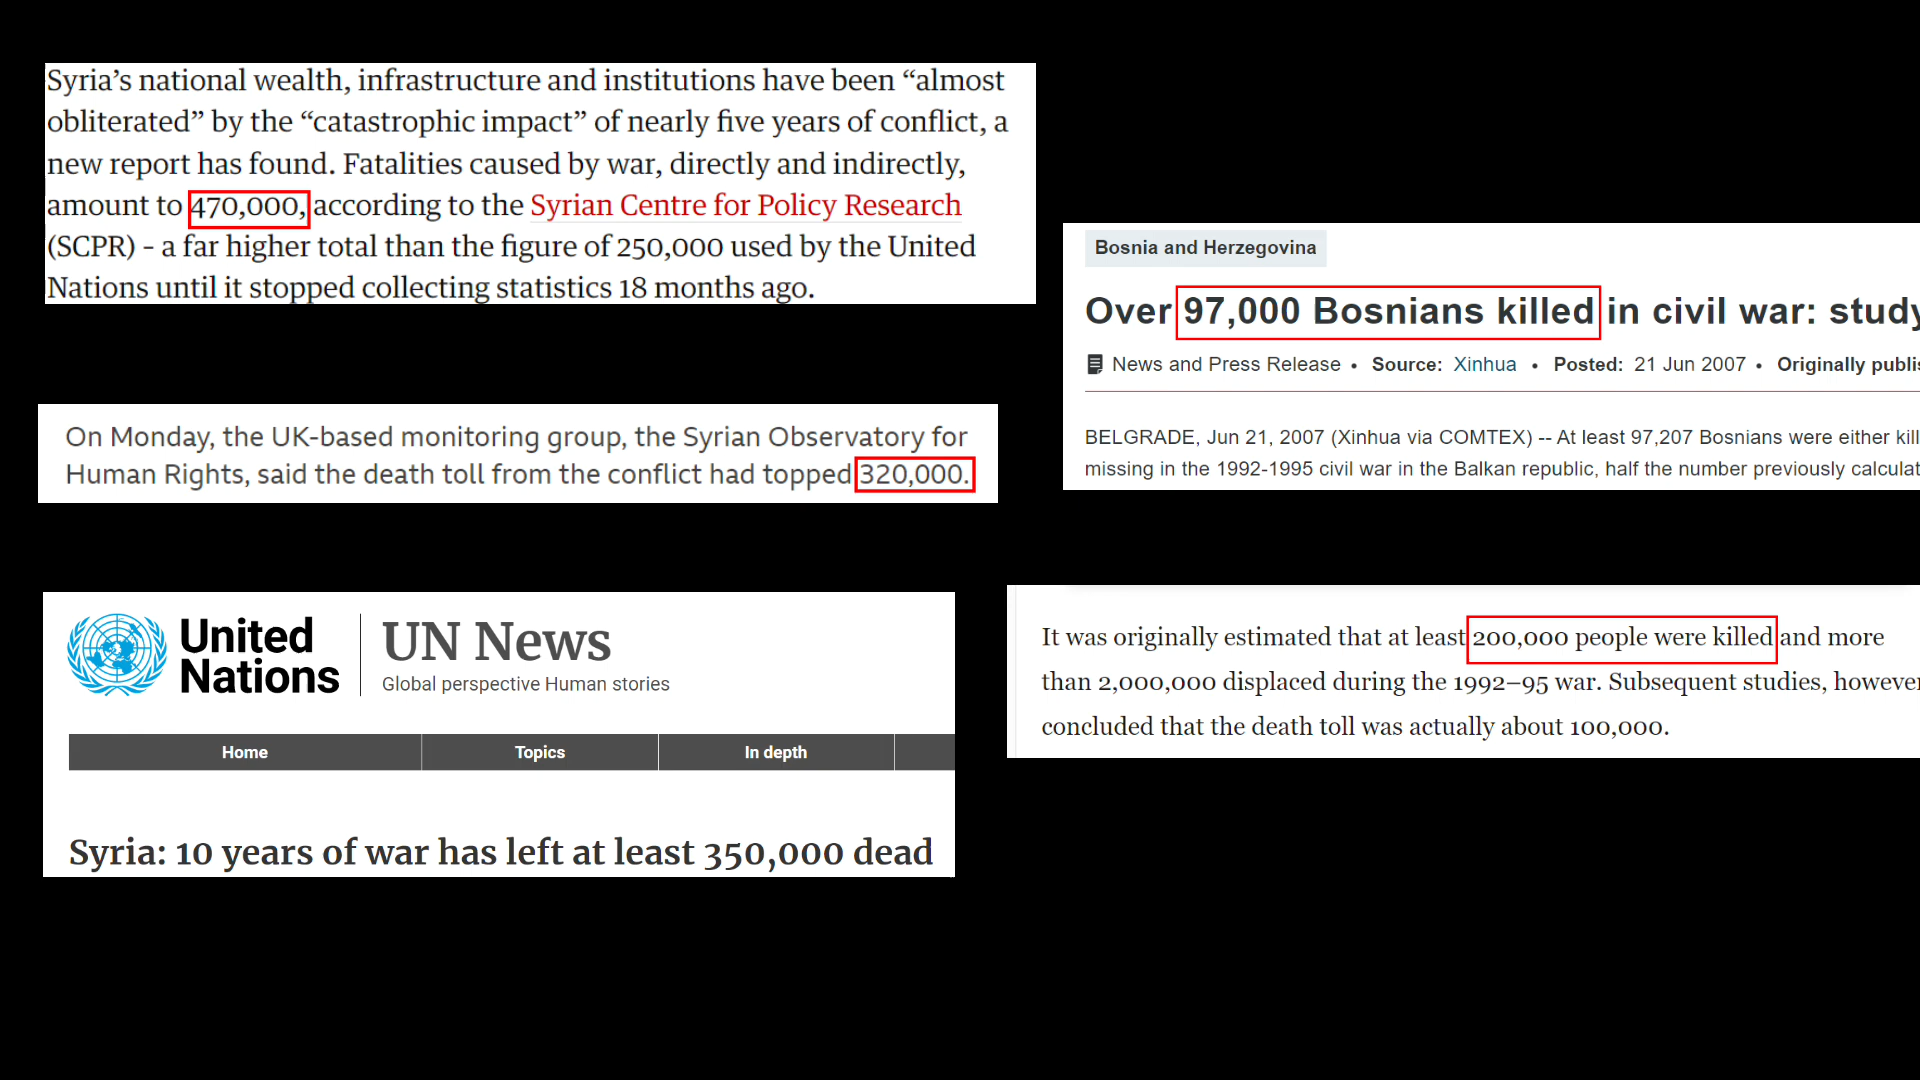 Syria’s national wealth, infrastructure and institutions have been “almost
obliterated” by the “catastrophic impact” of nearly five years of conflict, a
new report has found. Fatalities caused by war, directly and indirectly,
amount to 470,000, according to the Syrian Centre for Policy Research
(SCPR) - a far higher total than the figure of 250,000 used by the United
Nations until it stopped collecting statistics 18 months ago.
On Monday, the UK-based monitoring group, the Syrian Observatory for
Human Rights, said the death toll from the conflict had topped 320,000.
United
Nations
UN News
Global perspective Human stories
Home Topics In depth
Syria: 10 years of war has left at least 350,000 dead
Bosnia and Herzegovina
Over 97,000 Bosnians killed in civil war: study
News and Press Release • Source: Xinhua • Posted: 21 Jun 2007 • Originally publis
BELGRADE, Jun 21, 2007 (Xinhua via COMTEX) -- At least 97,207 Bosnians were either kill
missing in the 1992-1995 civil war in the Balkan republic, half the number previously calculat
It was originally estimated that at least 200,000 people were killed and more
than 2,000,000 displaced during the 1992–95 war. Subsequent studies, however
concluded that the death toll was actually about 100,000.